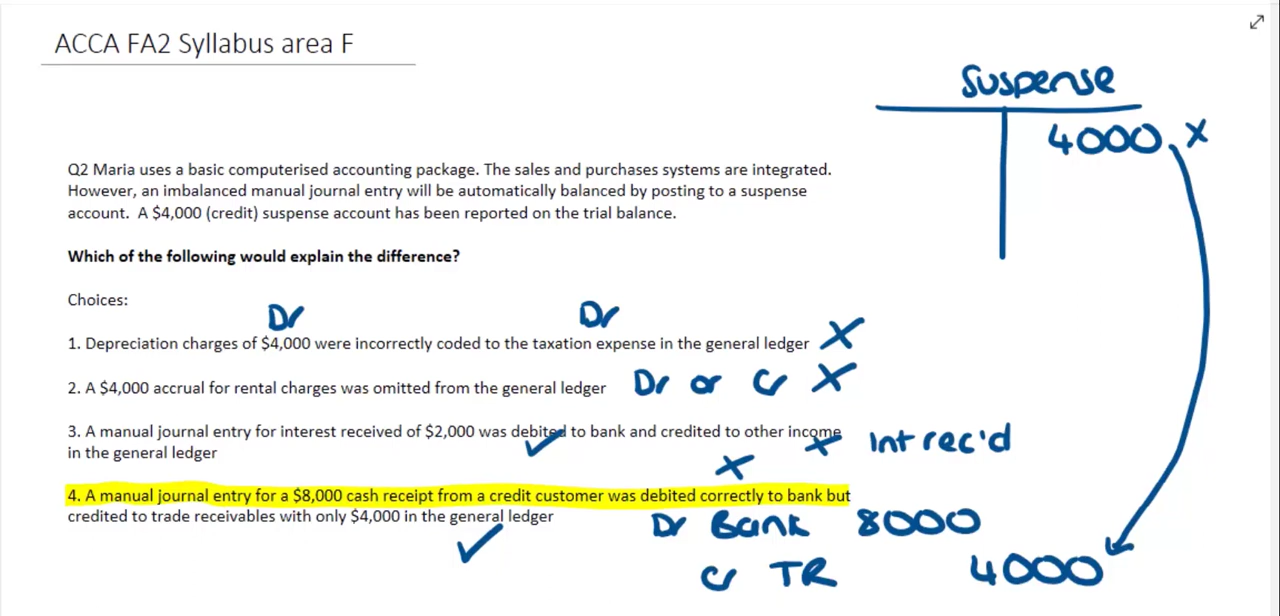 ACCA FA2 Syllabus area F
Suspense
4000 x
Q2 Maria uses a basic computerised accounting package. The sales and purchases systems are integrated.
However, an imbalanced manual journal entry will be automatically balanced by posting to a suspense
account.  A $4,000 (credit) suspense account has been reported on the trial balance.
Which of the following would explain the difference?
Choices:
Dr Dr
1. Depreciation charges of $4,000 were incorrectly coded to the taxation expense in the general ledger X
2. A $4,000 accrual for rental charges was omitted from the general ledger Dr or Cr X
3. A manual journal entry for interest received of $2,000 was debited to bank and credited to other income x Int rec'd
in the general ledger
x
4. A manual journal entry for a $8,000 cash receipt from a credit customer was debited correctly to bank but
credited to trade receivables with only $4,000 in the general ledger
Dr Bank 8000
Cr TR 4000